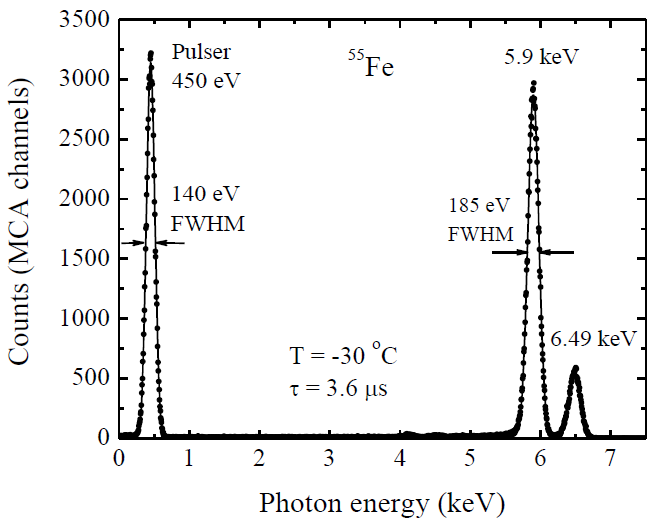 3500
3000
2500
2000
1500
1000
500
0
Counts (MCA channels)
Pulser
450 eV
⁵⁵Fe
5.9 keV
140 eV
FWHM
185 eV
FWHM
6.49 keV
T = -30 °C
τ = 3.6 μs
0 1 2 3 4 5 6 7
Photon energy (keV)